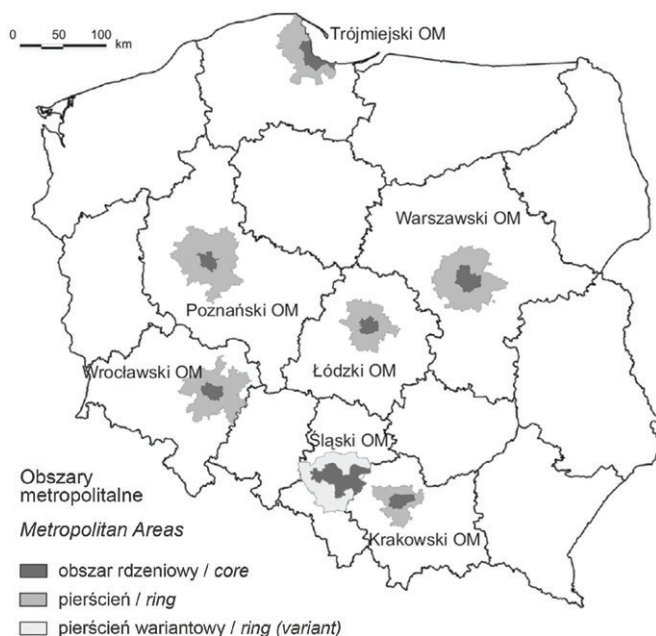 Trójmiejski OM
0 50 100
km
Warszawski OM
Poznański OM
Łódzki OM
Wrocławski OM
Śląski OM
Krakowski OM
Obszary
metropolitalne
Metropolitan Areas
obszar rdzeniowy / core
pierścień / ring
pierścień wariantowy / ring (variant)